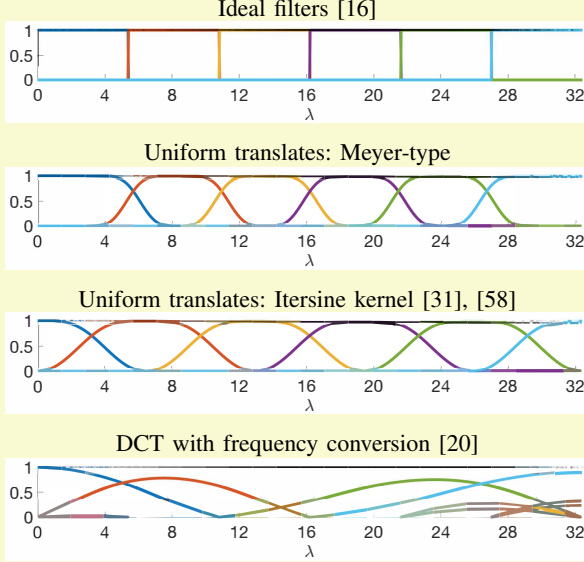 Ideal filters [16]
1
0.5
0
0 4 8 12 16 20 24 28 32
λ
Uniform translates: Meyer-type
1
0.5
0
0 4 8 12 16 20 24 28 32
λ
Uniform translates: Itersine kernel [31], [58]
1
0.5
0
0 4 8 12 16 20 24 28 32
λ
DCT with frequency conversion [20]
1
0.5
0
0 4 8 12 16 20 24 28 32
λ